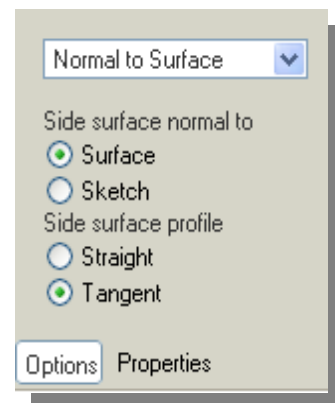 Normal to Surface
Side surface normal to
Surface
Sketch
Side surface profile
Straight
Tangent
Options Properties